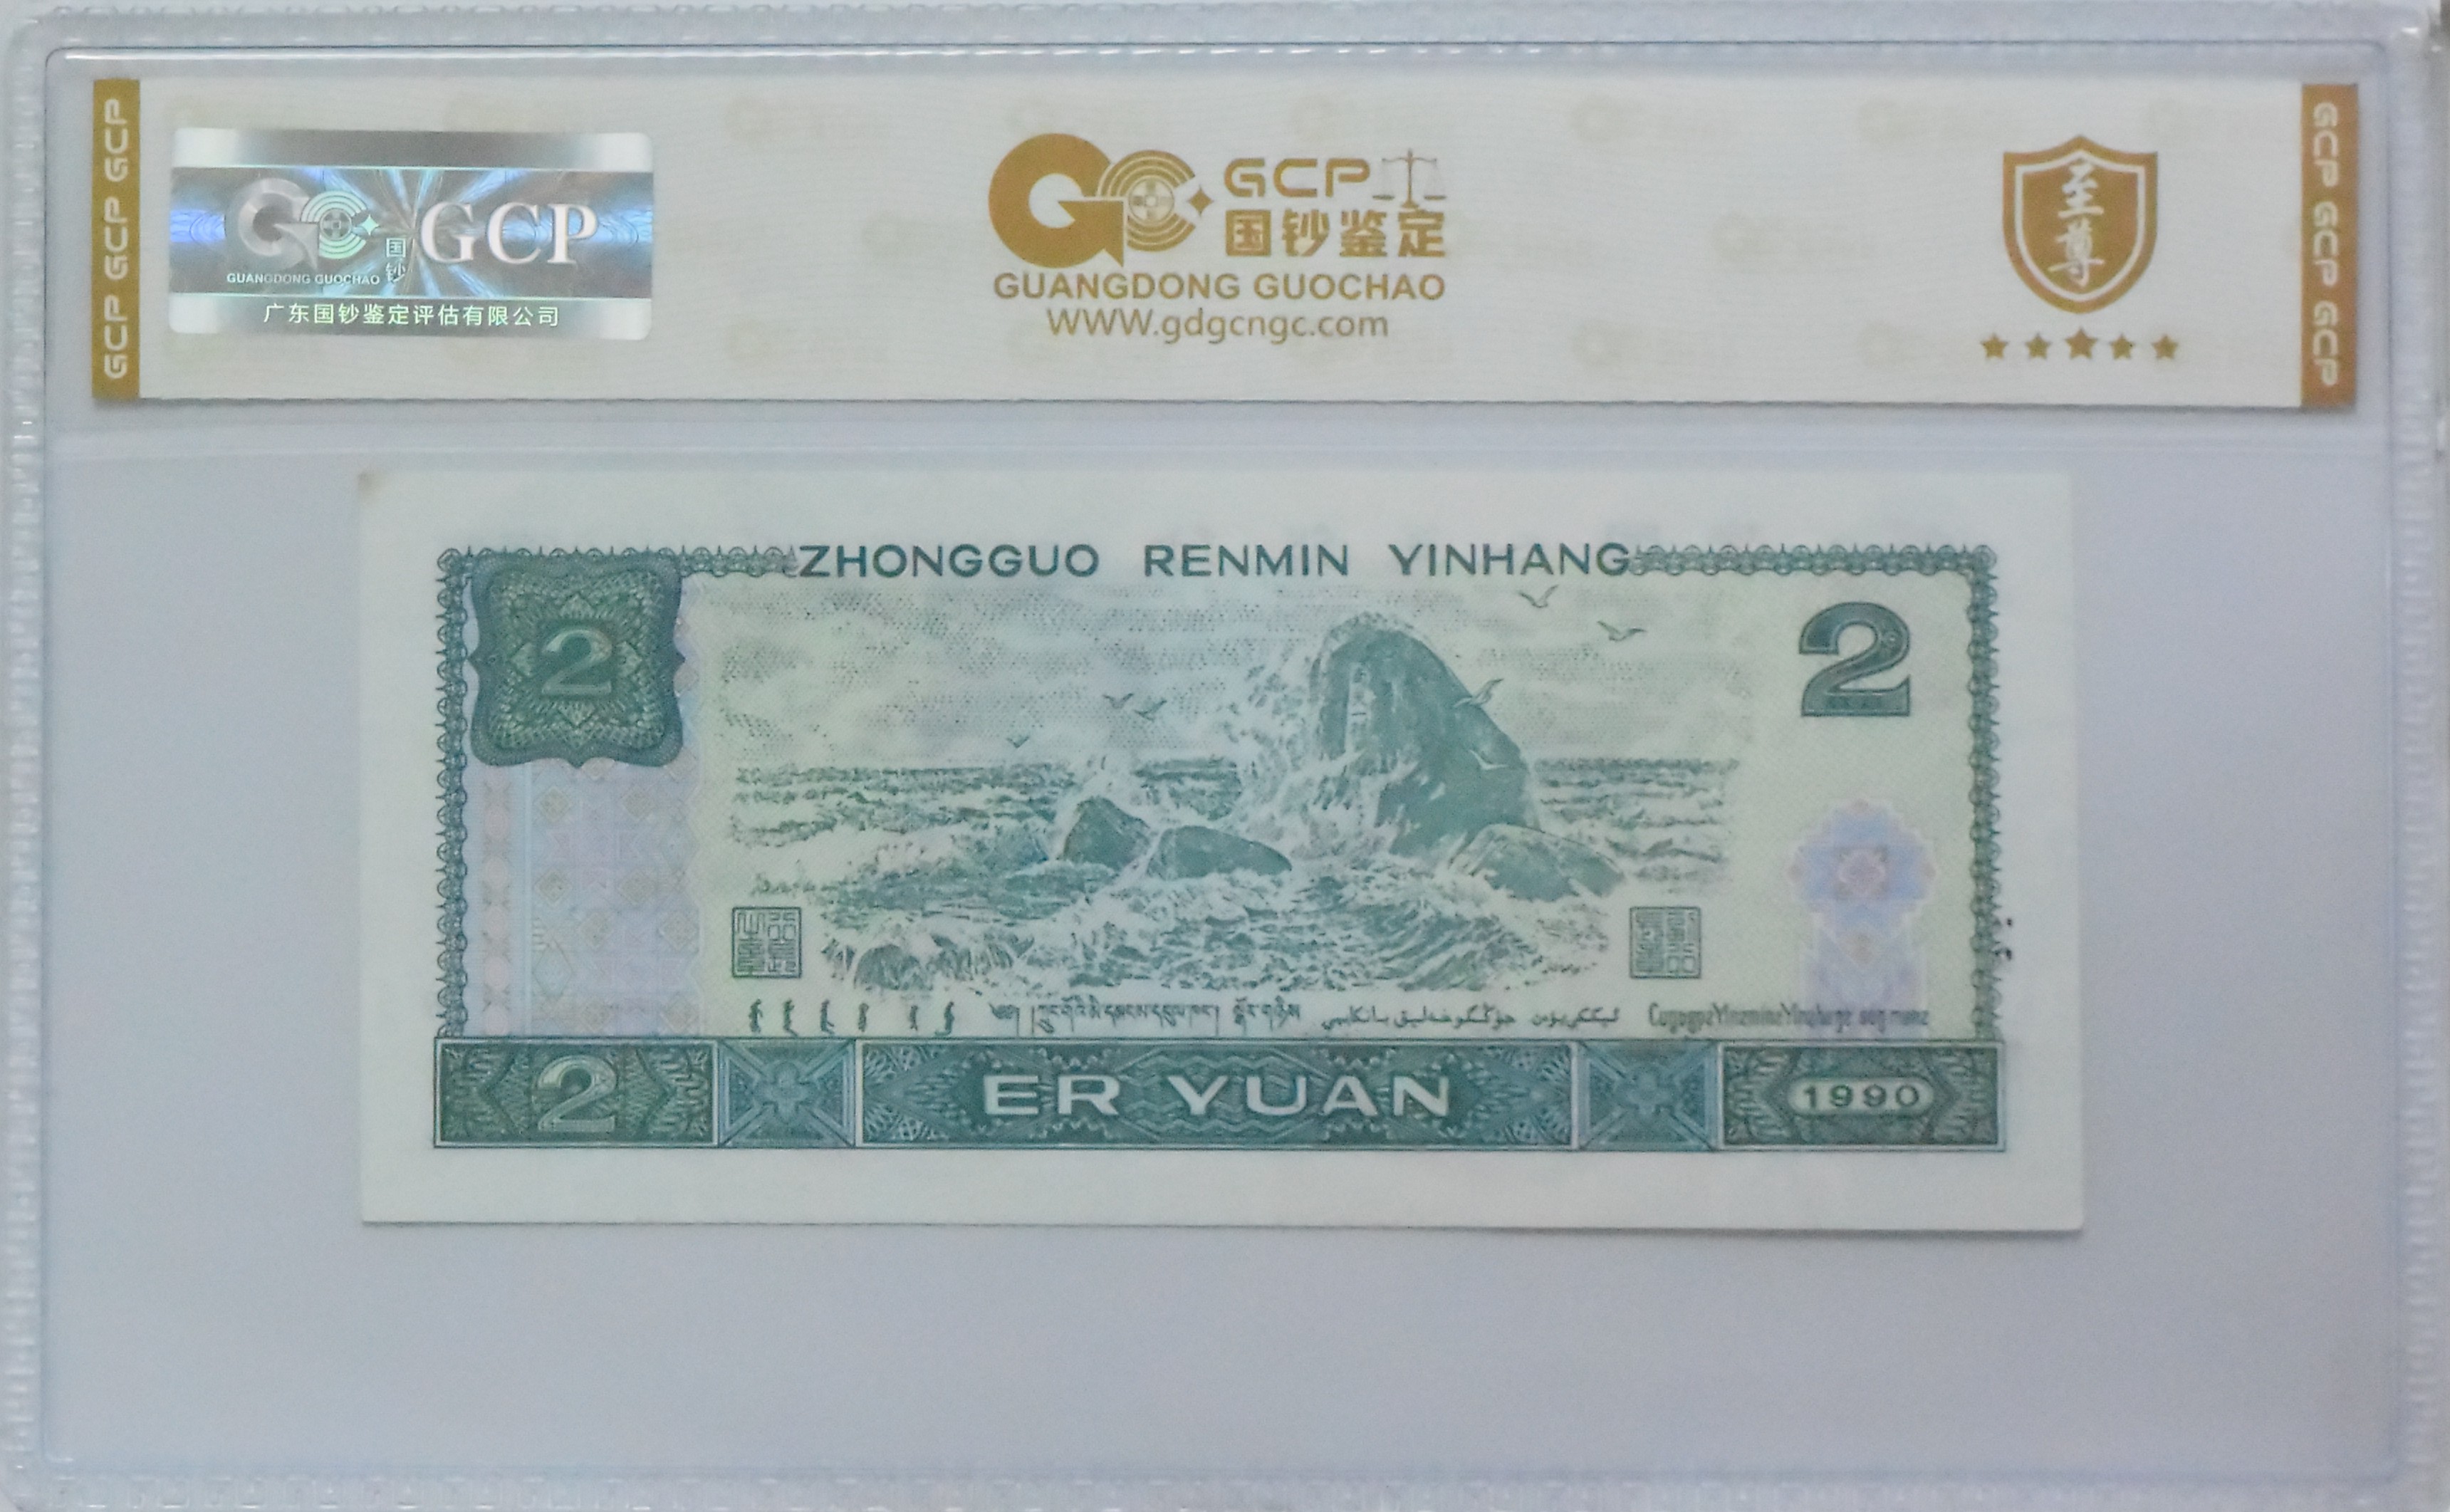 GCP GCP GCP
GUANGDONG GUOCHAO
国钞
GCP
广东国钞鉴定评估有限公司
GCP
国钞鉴定
GUANGDONG GUOCHAO
WWW.gdgcngc.com
至尊
GCP GCP GCP
ZHONGGUO RENMIN YINHANG
2
2
2
ER YUAN
1990